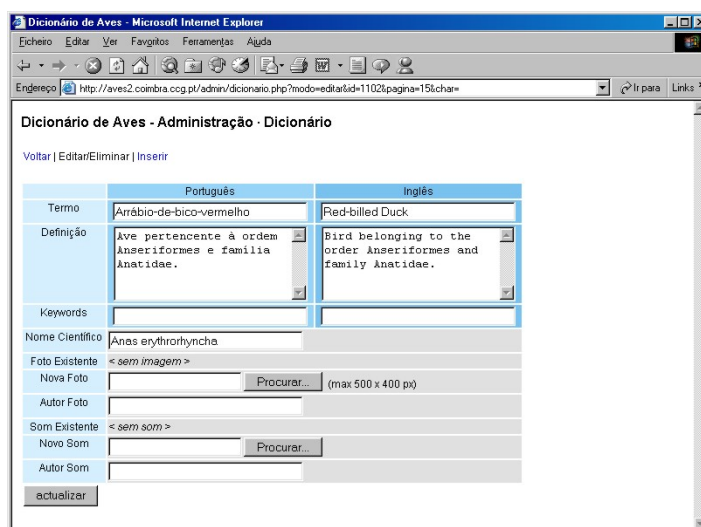 Dicionário de Aves - Microsoft Internet Explorer
Ficheiro Editar Ver Favoritos Ferramentas Ajuda
Endereço http://aves2.coimbra.ccg.pt/admin/dicionario.php?modo=editar&id=1102&pagina=15&char= Ir para Links
Dicionário de Aves - Administração · Dicionário
Voltar | Editar/Eliminar | Inserir
Português Inglês
Termo Arrábio-de-bico-vermelho Red-billed Duck
Definição Ave pertencente à ordem Bird belonging to the
Anseriformes e família order Anseriformes and
Anatidae. family Anatidae.
Keywords
Nome Científico Anas erythrorhyncha
Foto Existente < sem imagem >
Nova Foto Procurar... (max 500 x 400 px)
Autor Foto
Som Existente < sem som >
Novo Som Procurar...
Autor Som
actualizar